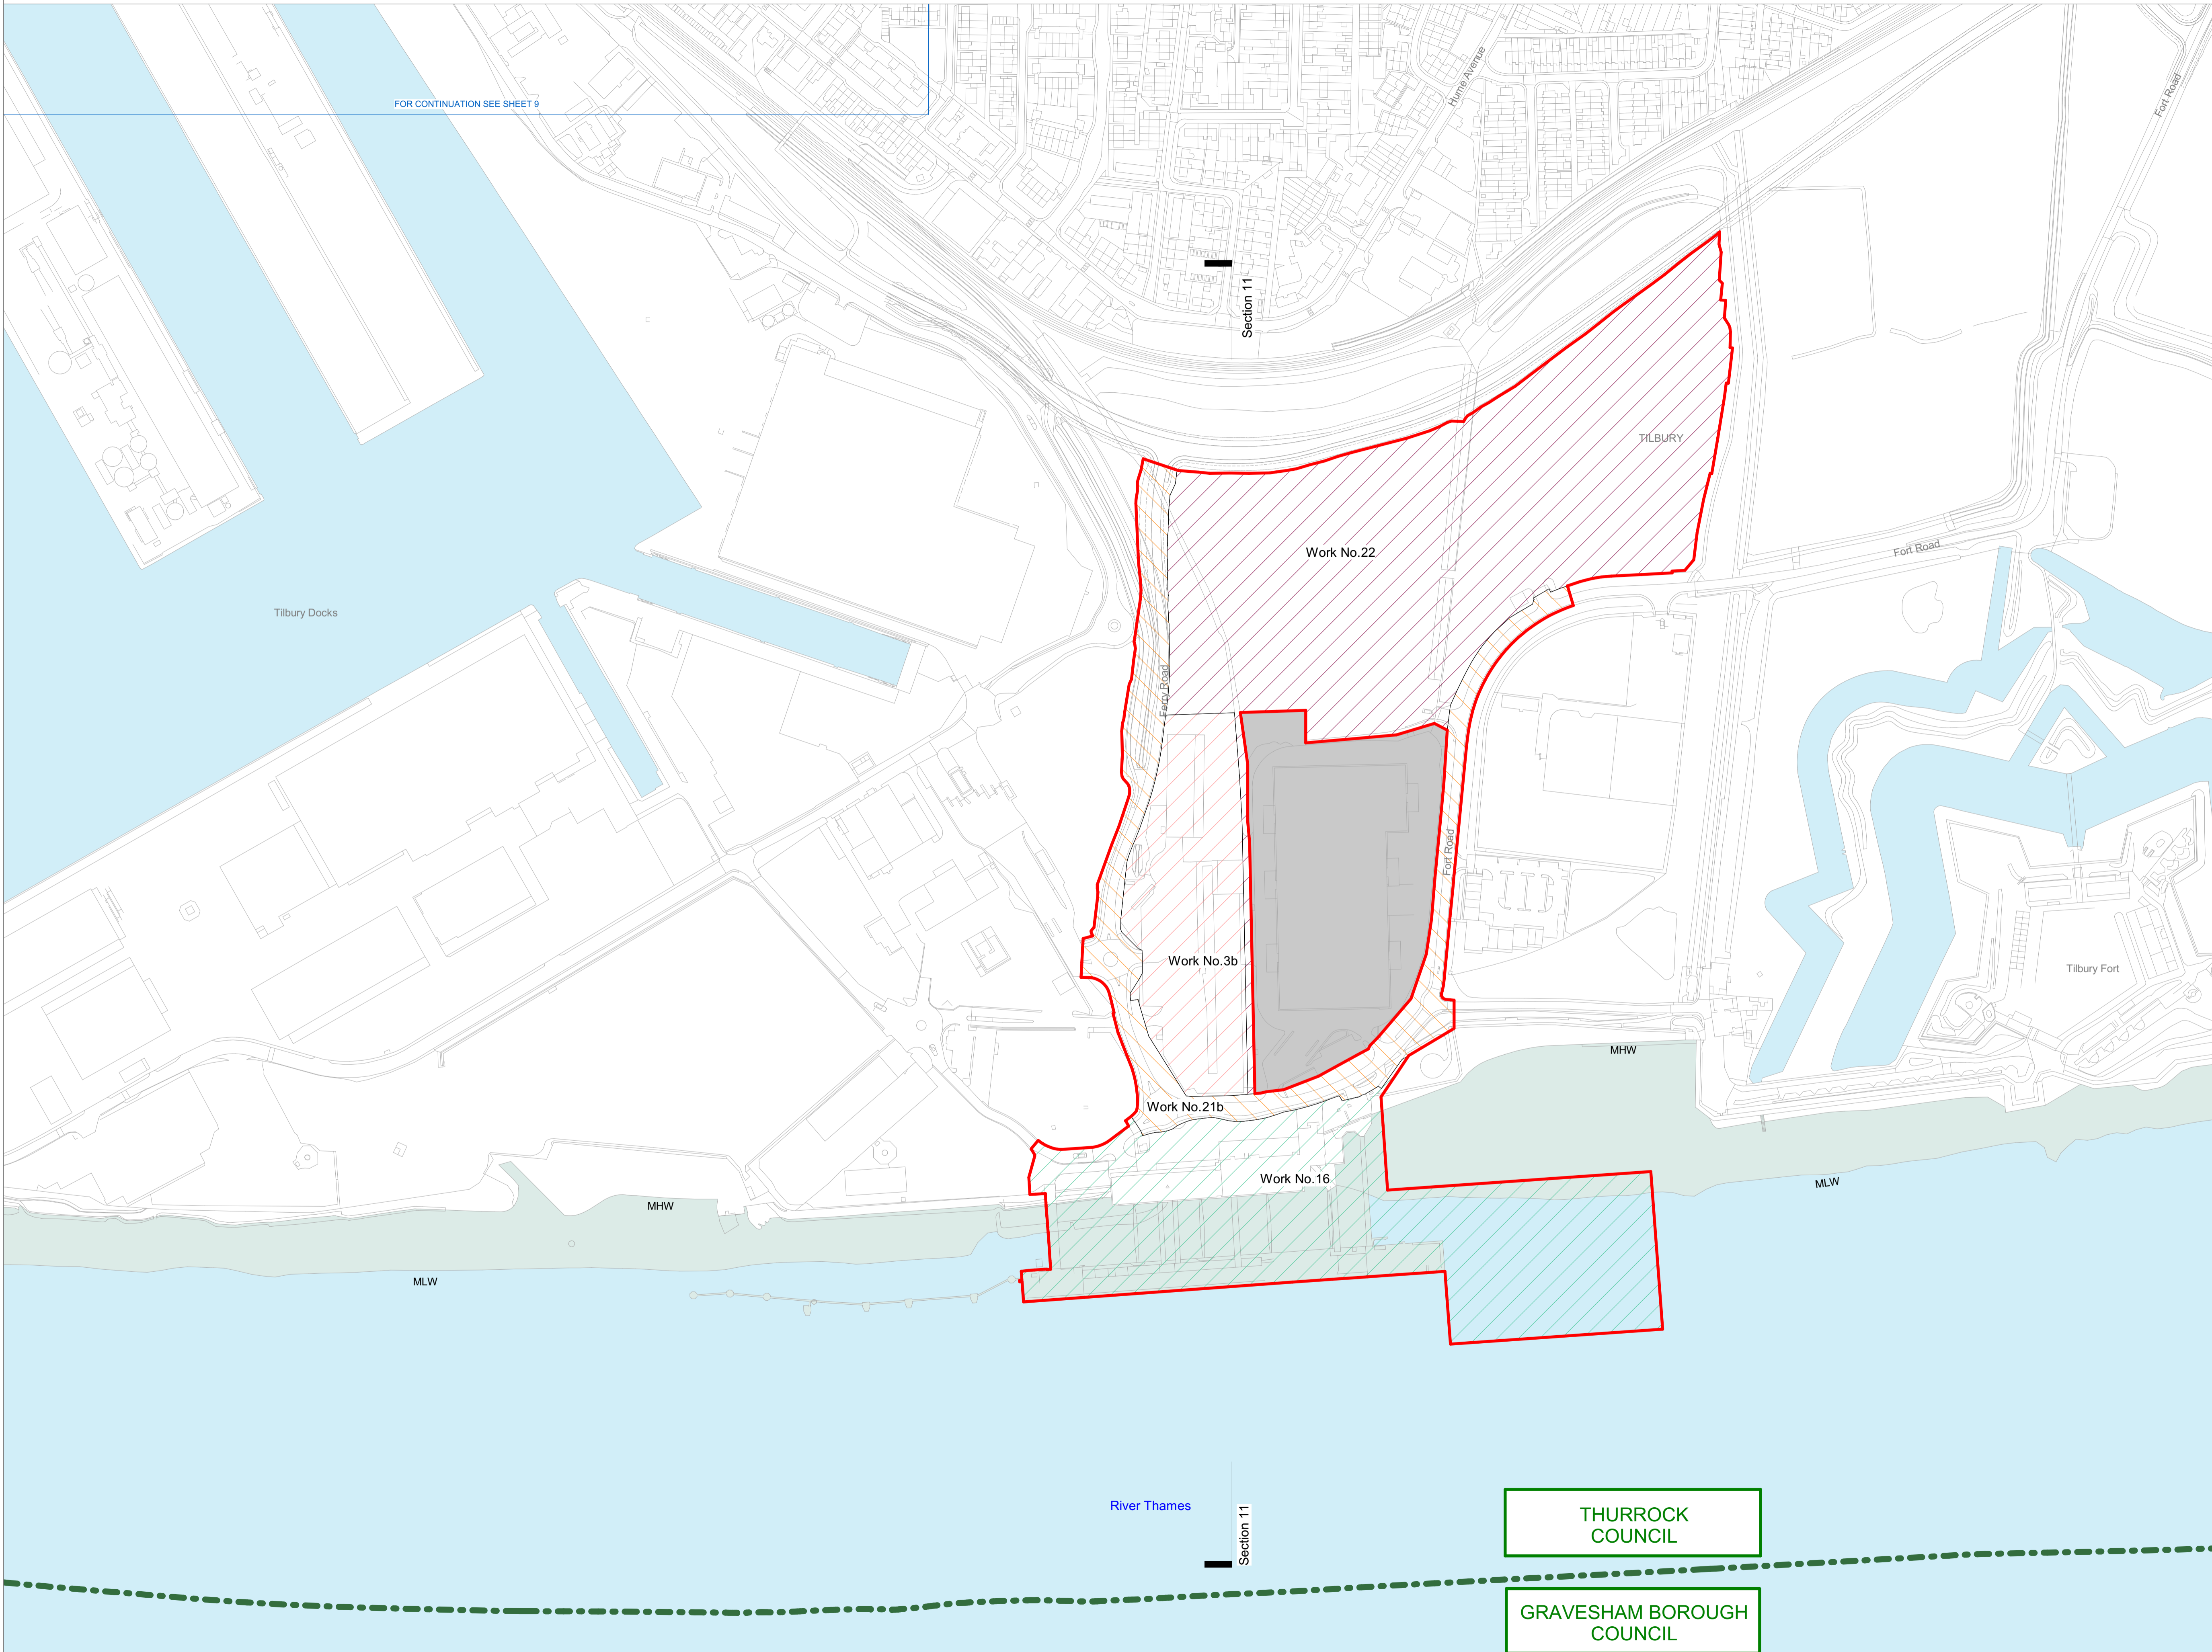 FOR CONTINUATION SEE SHEET 9
Hume Avenue
Fort Road
Section 11
TILBURY
Work No.22
Fort Road
Tilbury Docks
Ferry Road
Fort Road
Work No.3b
Tilbury Fort
MHW
Work No.21b
Work No.16
MLW
MHW
MLW
River Thames
Section 11
THURROCK
COUNCIL
GRAVESHAM BOROUGH
COUNCIL